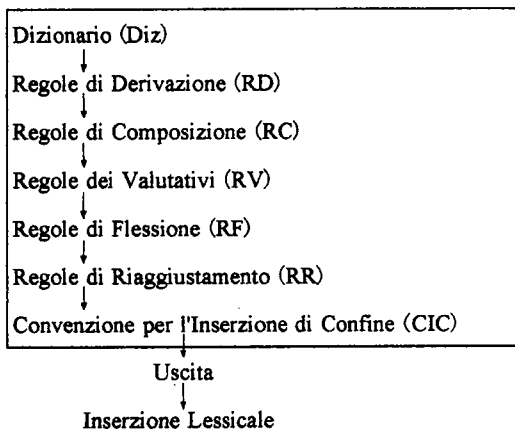 Dizionario (Diz)
Regole di Derivazione (RD)
Regole di Composizione (RC)
Regole dei Valutativi (RV)
Regole di Flessione (RF)
Regole di Riaggiustamento (RR)
Convenzione per l'Inserzione di Confine (CIC)
Uscita
Inserzione Lessicale